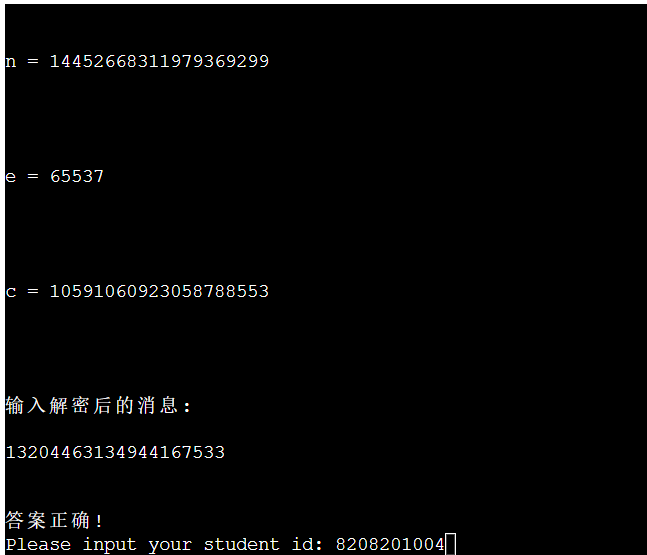 n = 14452668311979369299
e = 65537
c = 10591060923058788553
输入解密后的消息：
13204463134944167533
答案正确!
Please input your student id: 8208201004